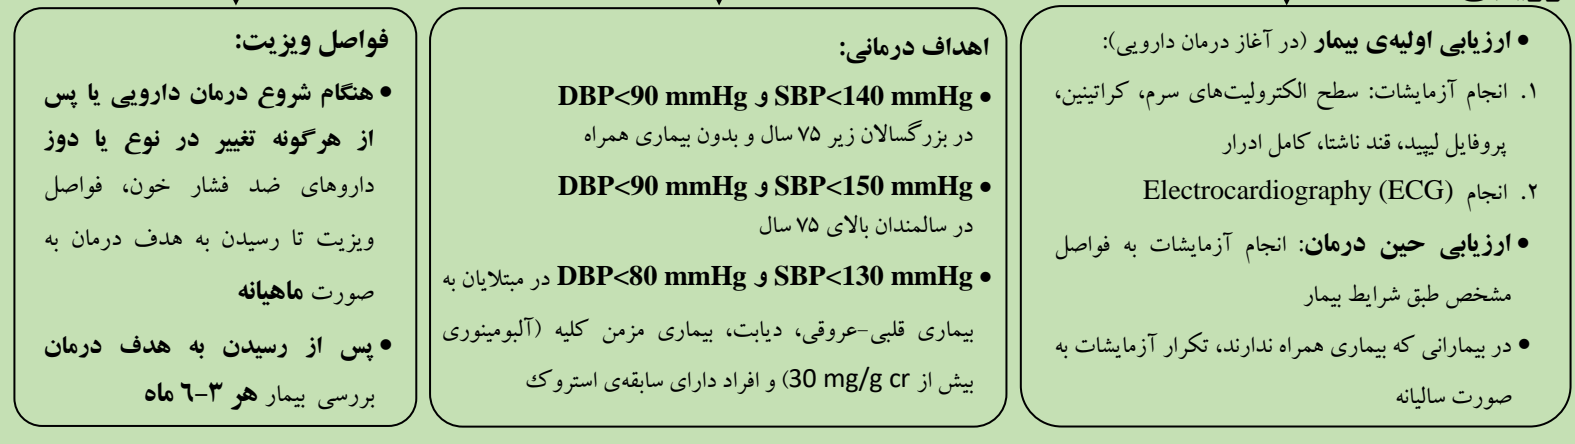 • ارزیابی اولیه‌ی بیمار (در آغاز درمان دارویی):
۱. انجام آزمایشات: سطح الکترولیت‌های سرم، کراتینین،
پروفایل لیپید، قند ناشتا، کامل ادرار
۲. انجام Electrocardiography (ECG)
• ارزیابی حین درمان: انجام آزمایشات به فواصل
مشخص طبق شرایط بیمار
• در بیمارانی که بیماری همراه ندارند، تکرار آزمایشات به
صورت سالیانه
اهداف درمانی:
• SBP<140 mmHg و DBP<90 mmHg
در بزرگسالان زیر ۷۵ سال و بدون بیماری همراه
• SBP<150 mmHg و DBP<90 mmHg
در سالمندان بالای ۷۵ سال
• SBP<130 mmHg و DBP<80 mmHg در مبتلایان به
بیماری قلبی-عروقی، دیابت، بیماری مزمن کلیه (آلبومینوری
بیش از 30 mg/g cr) و افراد دارای سابقه‌ی استروک
فواصل ویزیت:
• هنگام شروع درمان دارویی یا پس
از هرگونه تغییر در نوع یا دوز
داروهای ضد فشار خون، فواصل
ویزیت تا رسیدن به هدف درمان به
صورت ماهیانه
• پس از رسیدن به هدف درمان
بررسی بیمار هر ۳-۶ ماه